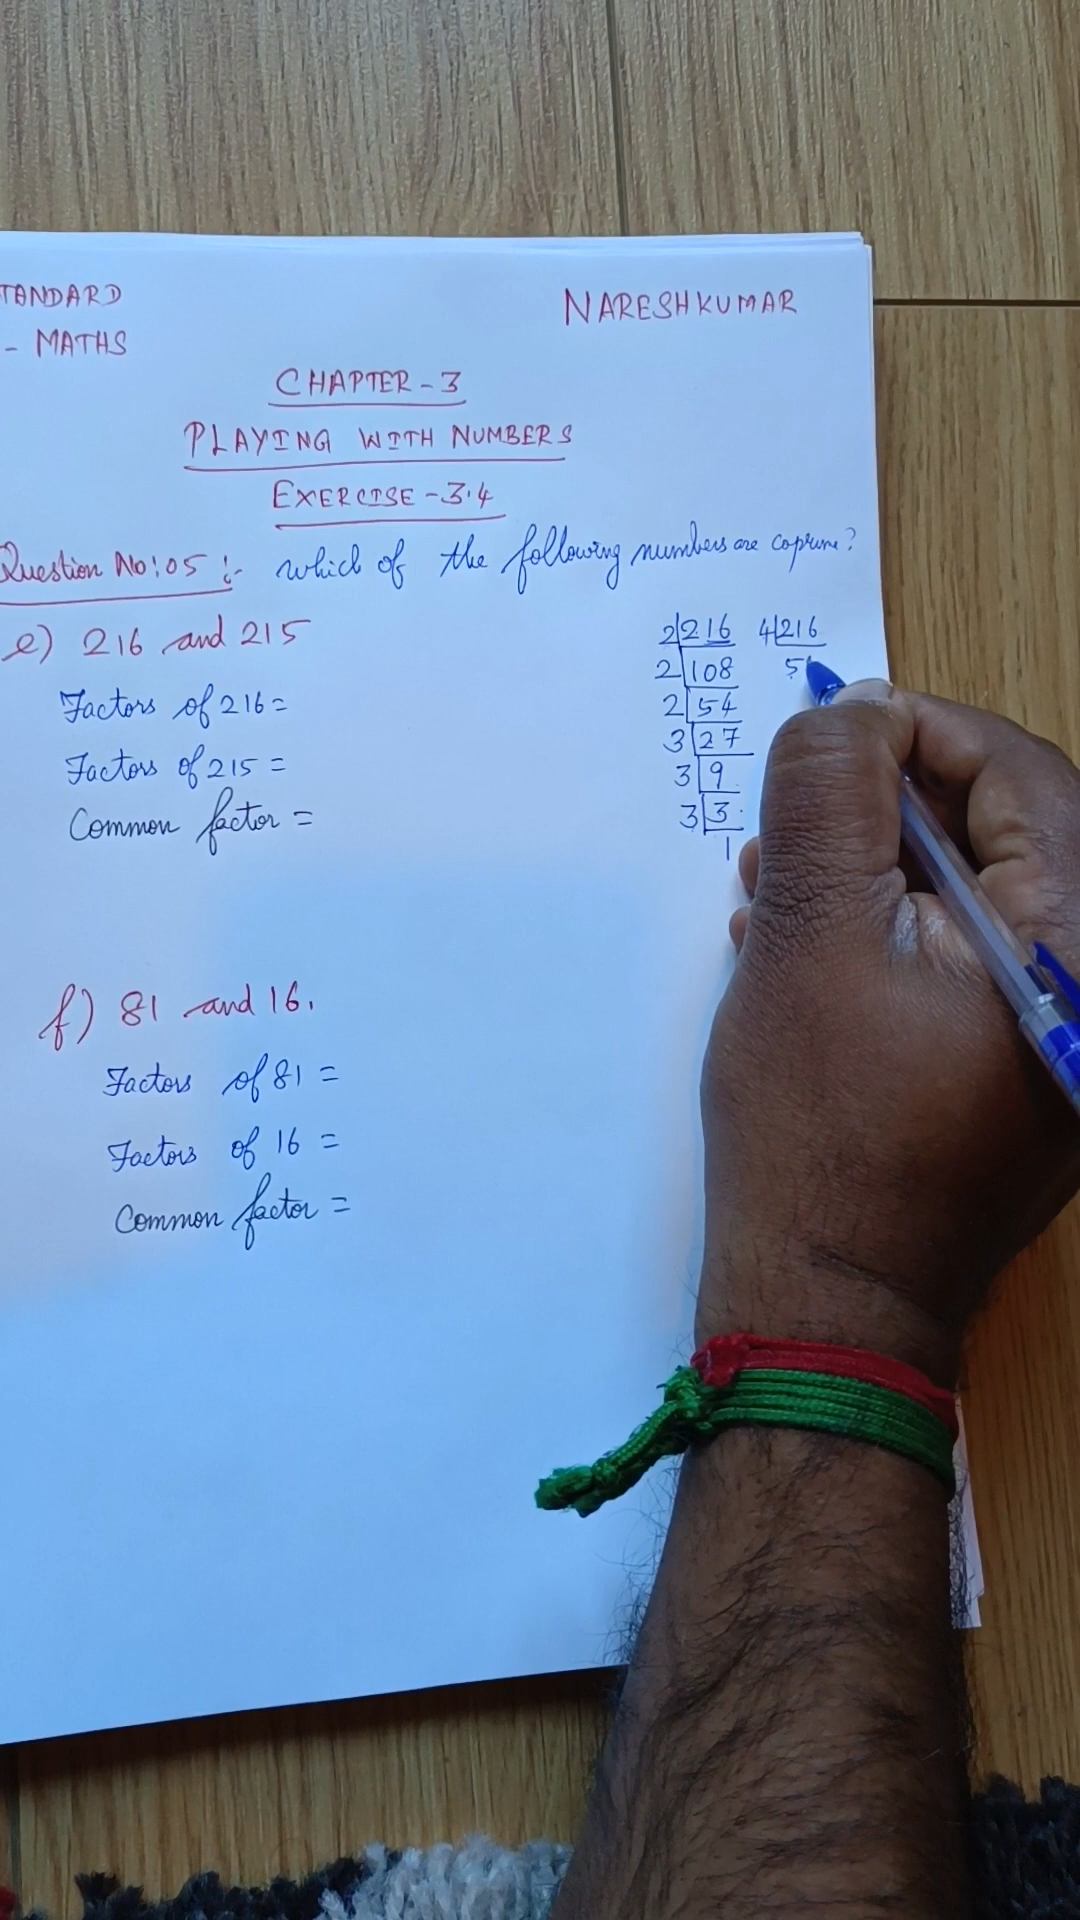 TANDARD
NARESHKUMAR
- MATHS
CHAPTER - 3
PLAYING WITH NUMBERS
EXERCISE - 3.4
Question No: 05 :- which of the following numbers are coprime?
e) 216 and 215
Factors of 216 =
Factors of 215 =
Common factor =
2 216
2 108
2 54
3 27
3 9
3 3
1
4 216
5
f) 81 and 16.
Factors of 81 =
Factors of 16 =
Common factor =